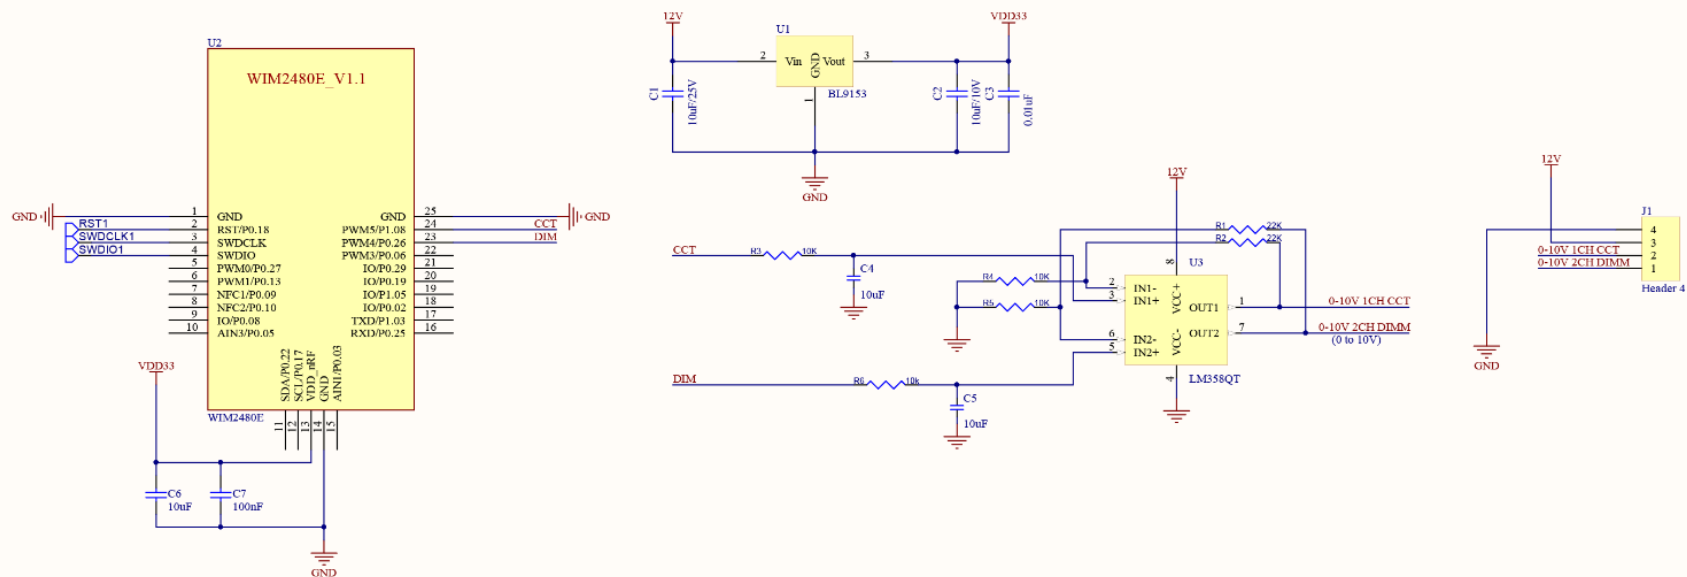 U2
WIM2480E_V1.1
GND
1
GND
RST1
2
RST/P0.18
SWDCLK1
3
SWDCLK
SWDIO1
4
SWDIO
5
PWM0/P0.27
6
PWM1/P0.13
7
NFC1/P0.09
8
NFC2/P0.10
9
IO/P0.08
10
AIN3/P0.05
GND
25
GND
PWM5/P1.08
24
CCT
PWM4/P0.26
23
DIM
PWM3/P0.06
22
IO/P0.29
21
IO/P0.19
20
IO/P1.05
19
IO/P0.02
18
TXD/P1.03
17
RXD/P0.25
16
SDA/P0.22
SCL/P0.17
VDD_nRF
GND
AIN1/P0.03
11
12
13
14
15
WIM2480E
VDD33
C6
10uF
C7
100nF
GND
12V
U1
VDD33
2
Vin
GND
Vout
3
1
BL9153
C1
10uF/25V
C2
10uF/10V
C3
0.01uF
GND
CCT
R3
10K
C4
10uF
R4
10K
R5
10K
DIM
R6
10k
C5
10uF
12V
R1
22K
R2
22K
U3
8
2
IN1-
3
IN1+
VCC+
OUT1
1
0-10V 1CH CCT
6
IN2-
5
IN2+
VCC-
OUT2
7
0-10V 2CH DIMM
(0 to 10V)
4
LM358QT
12V
J1
4
3
0-10V 1CH CCT
2
0-10V 2CH DIMM
1
Header 4
GND